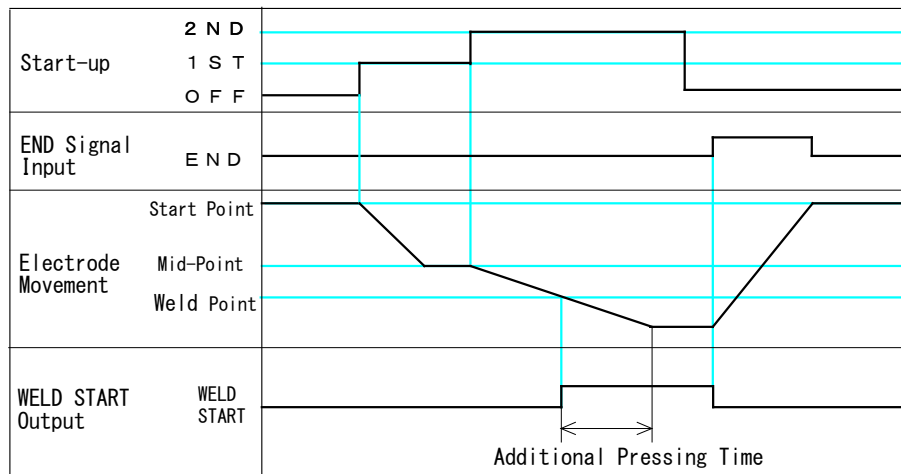 2ND
Start-up
1ST
OFF
END Signal
Input
END
Start Point
Electrode
Movement
Mid-Point
Weld Point
WELD START
Output
WELD
START
Additional Pressing Time